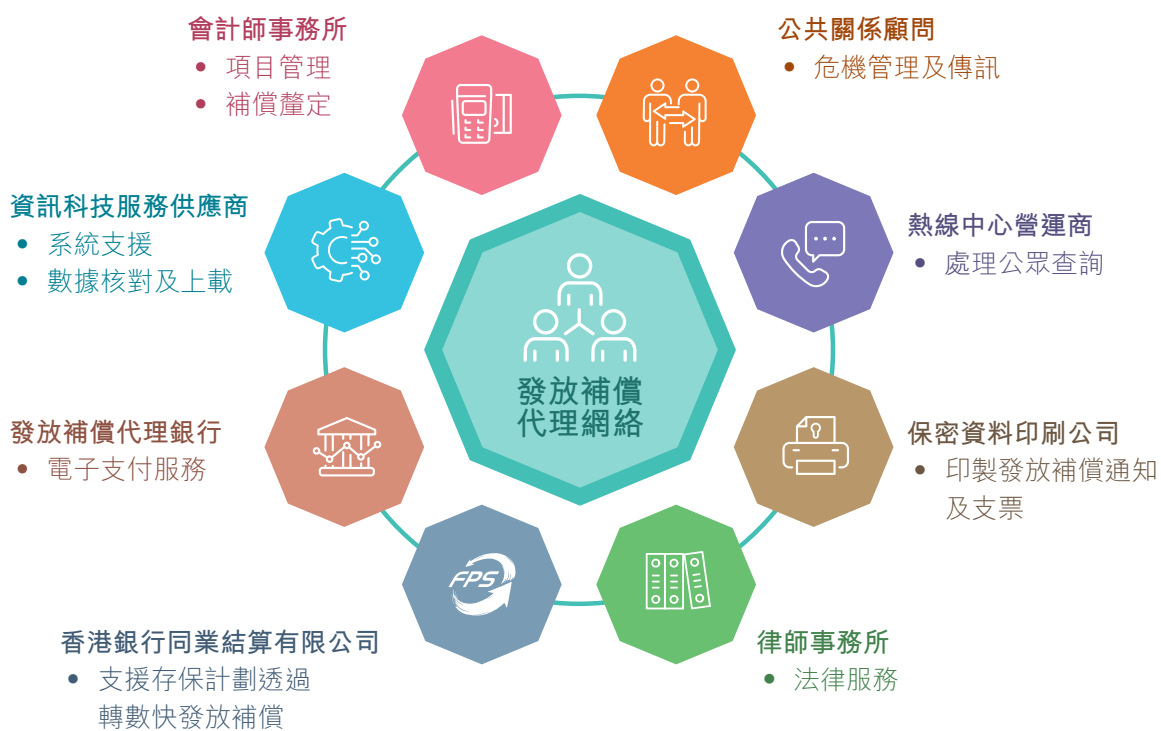 會計師事務所
• 項目管理
• 補償釐定
公共關係顧問
• 危機管理及傳訊
資訊科技服務供應商
• 系統支援
• 數據核對及上載
熱線中心營運商
• 處理公眾查詢
發放補償
代理網絡
發放補償代理銀行
• 電子支付服務
保密資料印刷公司
• 印製發放補償通知
及支票
FPS
香港銀行同業結算有限公司
• 支援存保計劃透過
轉數快發放補償
律師事務所
• 法律服務